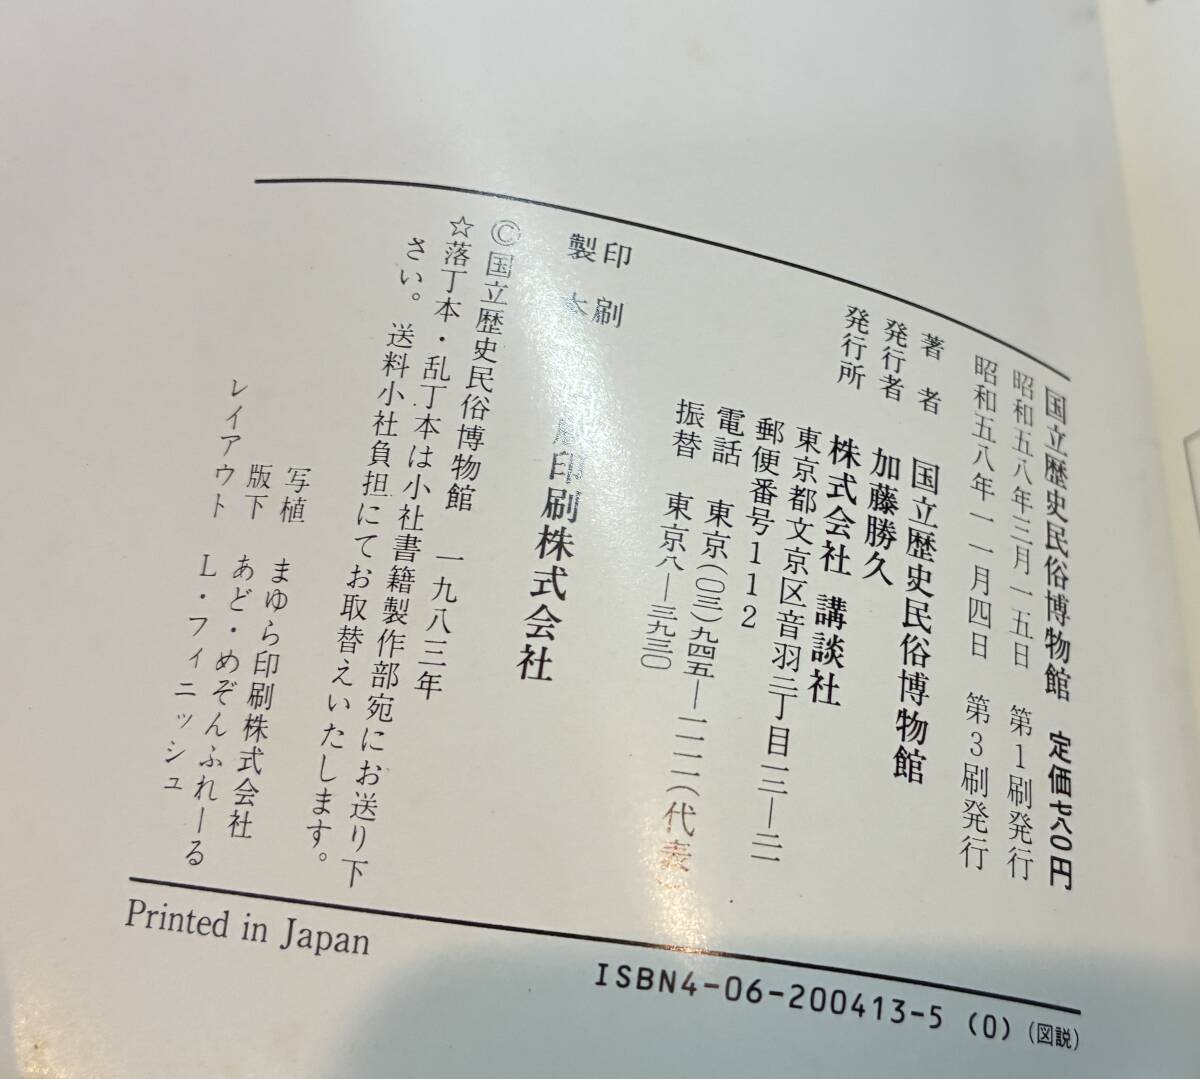 国立歴史民俗博物館 定価七八〇円
昭和五八年三月一五日 第1刷発行
昭和五八年一一月四日 第3刷発行
著者 国立歴史民俗博物館
発行者 加藤勝久
発行所 株式会社 講談社
東京都文京区音羽二丁目一二―二一
郵便番号112
電話 東京(〇三)九四五―一一一一(代表)
振替 東京八―三九三〇
印刷
製本
印刷株式会社
©国立歴史民俗博物館 一九八三年
☆落丁本・乱丁本は小社書籍製作部宛にお送り下
さい。送料小社負担にてお取替えいたします。
写植 まゆら印刷株式会社
版下 あど・めぞんふれーる
レイアウト L・フィニッシュ
Printed in Japan
ISBN4-06-200413-5 (0) (図説)